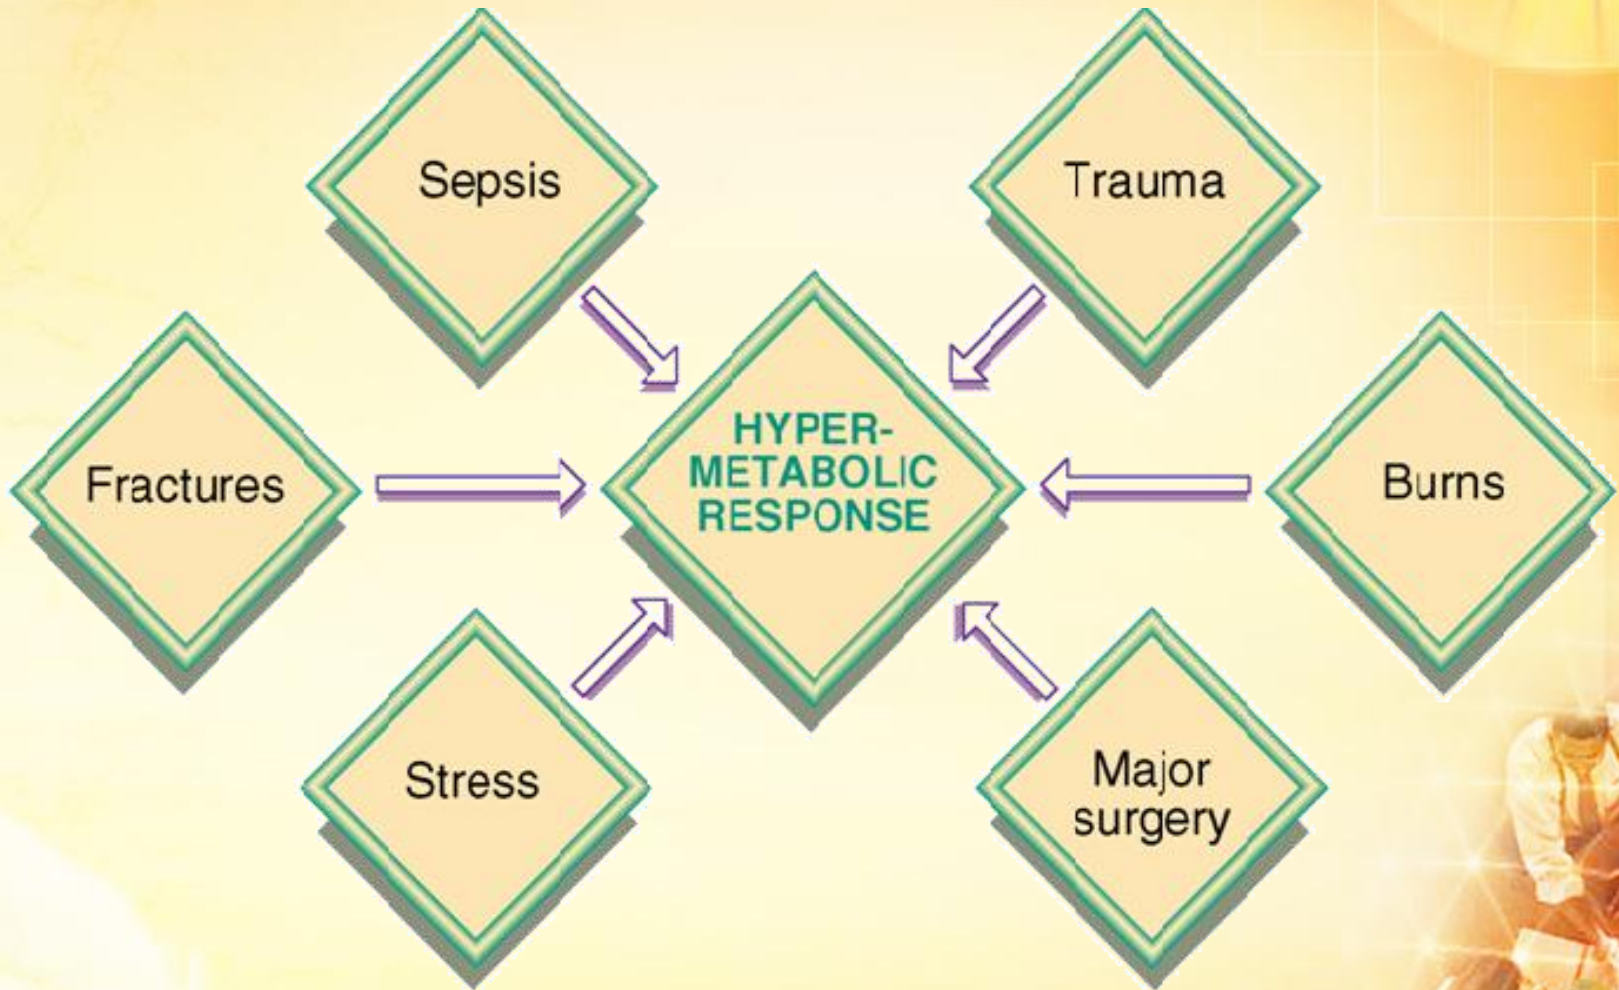 Sepsis
Trauma
Fractures
HYPER-
METABOLIC
RESPONSE
Burns
Stress
Major
surgery